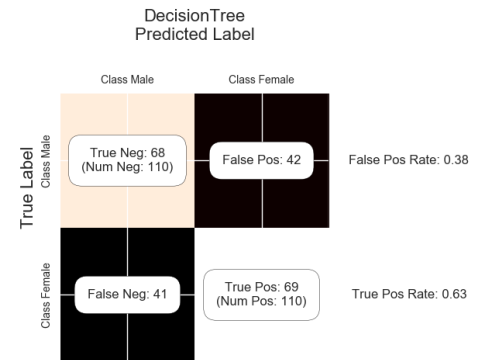 DecisionTree
Predicted Label
Class Male
Class Female
True Label
Class Male
True Neg: 68
(Num Neg: 110)
False Pos: 42
False Pos Rate: 0.38
Class Female
False Neg: 41
True Pos: 69
(Num Pos: 110)
True Pos Rate: 0.63